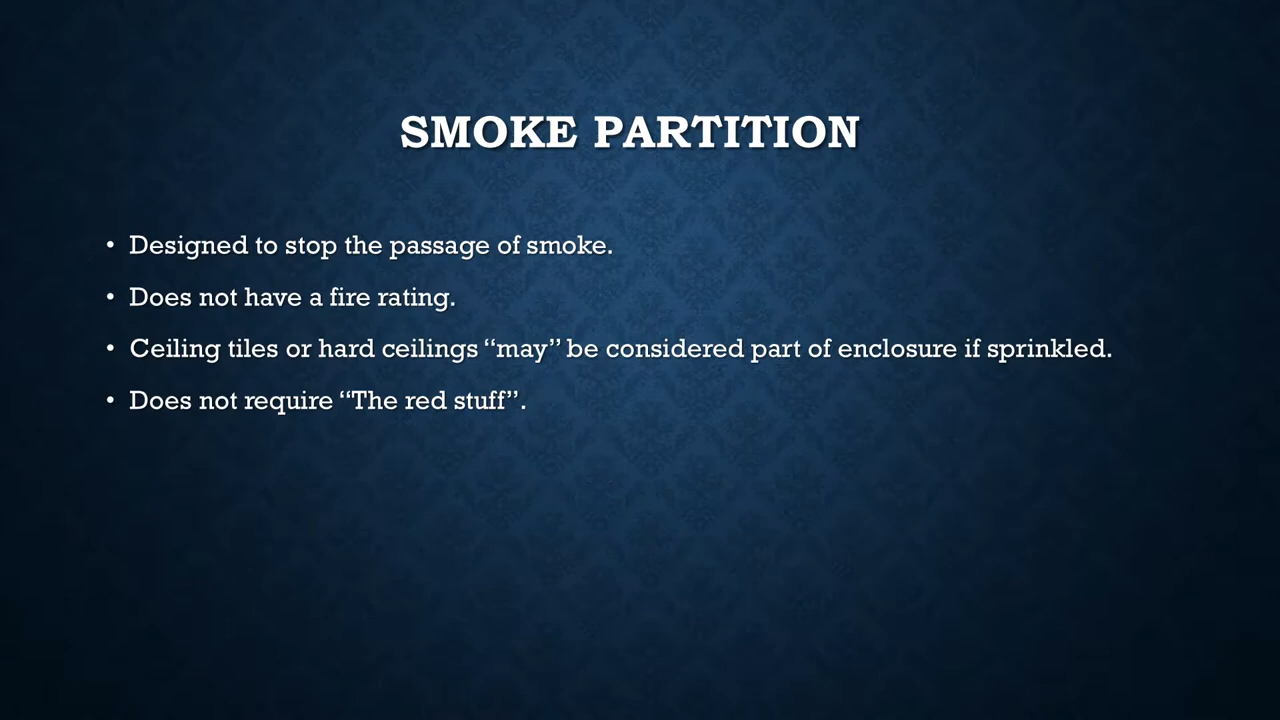 SMOKE PARTITION
• Designed to stop the passage of smoke.
• Does not have a fire rating.
• Ceiling tiles or hard ceilings “may” be considered part of enclosure if sprinkled.
• Does not require “The red stuff”.